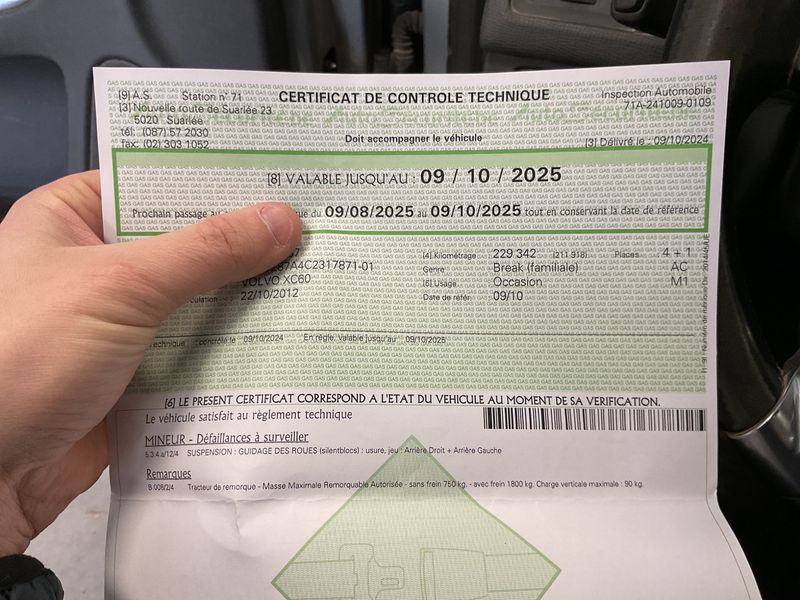 [9] A.S. Station n° 71
CERTIFICAT DE CONTROLE TECHNIQUE
Inspection Automobile
[3] Nouvelle route de Suarlée 23
71A-241009-0109
5020 Suarlée
tél: (087) 57 2030
Doit accompagner le véhicule
fax: (02) 303 1052
[3] Délivré le : 09/10/2024
[8] VALABLE JUSQU'AU : 09 / 10 / 2025
Prochain passage au du 09/08/2025 au 09/10/2025 tout en conservant la date de référence
[4] Kilométrage 229 342 (211 918) Places 4 + 1
87A4C2317871-01
Genre Break (familiale) AC
VOLVO XC60
[5] Usage Occasion M1
22/10/2012
Date de référ. 09/10
technique : contrôlé le 09/10/2024 En règle, valable jusqu'au 09/10/2025
[6] LE PRESENT CERTIFICAT CORRESPOND A L'ETAT DU VEHICULE AU MOMENT DE SA VERIFICATION.
Le véhicule satisfait au règlement technique
MINEUR - Défaillances à surveiller
5.3.4.a/12/4 SUSPENSION : GUIDAGE DES ROUES (silentblocs) : usure, jeu : Arrière Droit + Arrière Gauche
Remarques
B.008/2/4 Tracteur de remorque - Masse Maximale Remorquable Autorisée - sans frein 750 kg. - avec frein 1800 kg. Charge verticale maximale : 90 kg.